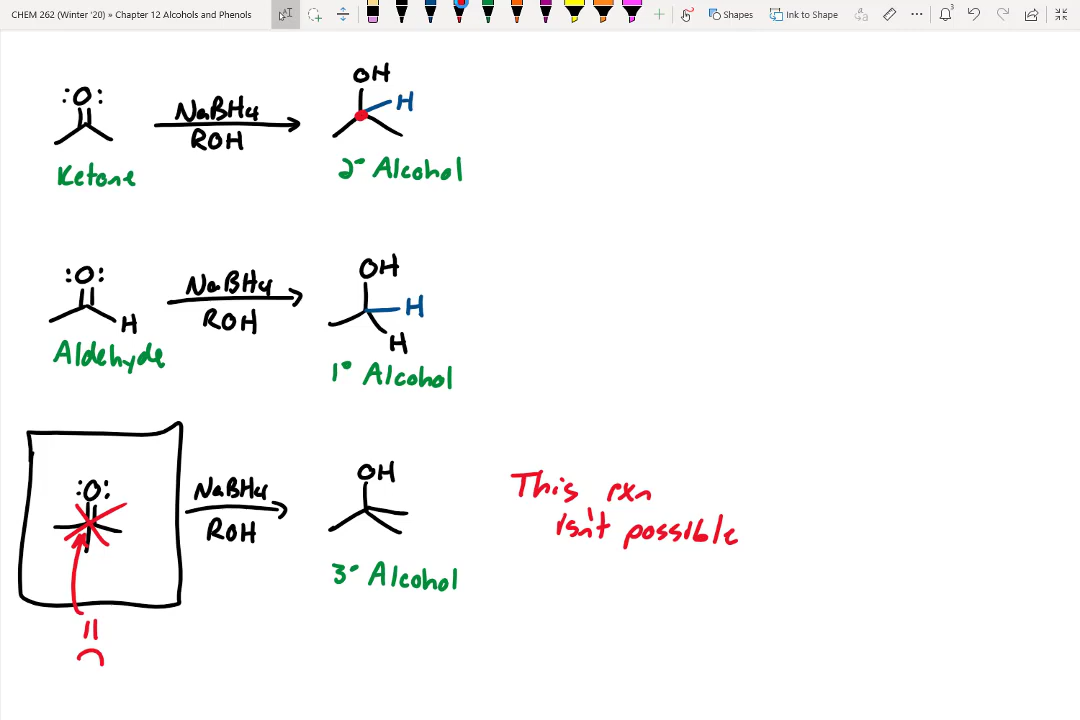 CHEM 262 (Winter '20) » Chapter 12 Alcohols and Phenols
Shapes
Ink to Shape
3
:O:
NaBH4
ROH
OH
H
Ketone
2° Alcohol
:O:
H
NaBH4
ROH
OH
H
H
Aldehyde
1° Alcohol
:O:
NaBH4
ROH
OH
This rxn
isn't possible
3° Alcohol